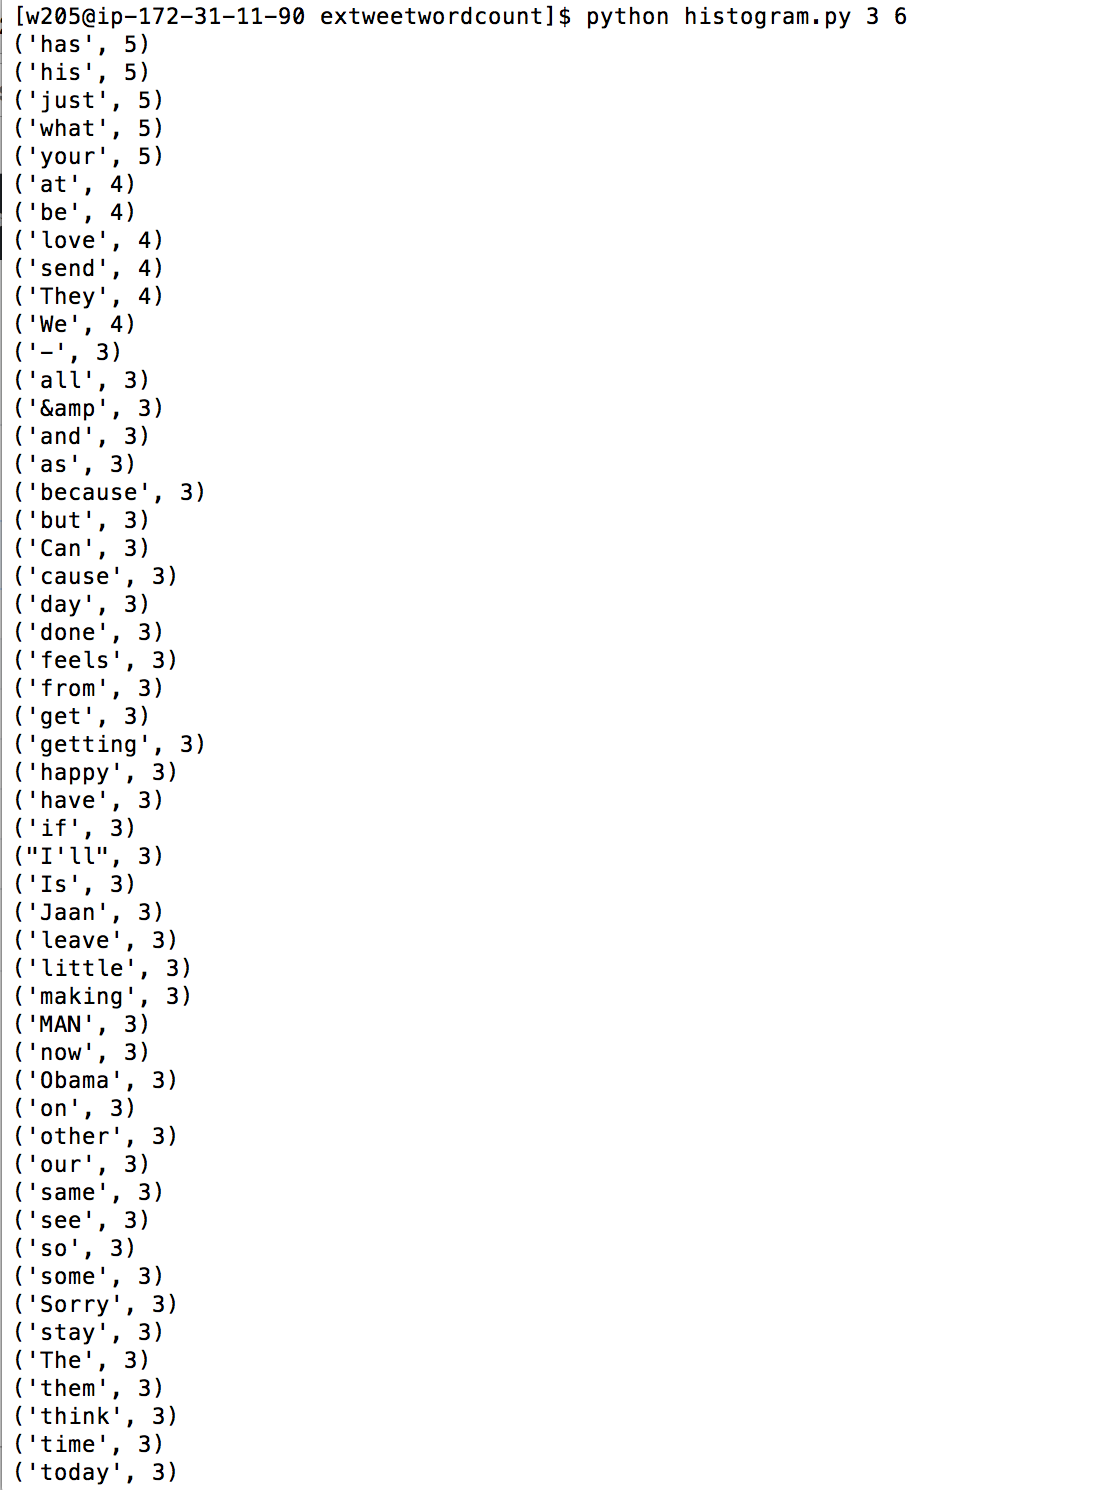 [w205@ip-172-31-11-90 extweetwordcount]$ python histogram.py 3 6
('has', 5)
('his', 5)
('just', 5)
('what', 5)
('your', 5)
('at', 4)
('be', 4)
('love', 4)
('send', 4)
('They', 4)
('We', 4)
('-', 3)
('all', 3)
('&amp', 3)
('and', 3)
('as', 3)
('because', 3)
('but', 3)
('Can', 3)
('cause', 3)
('day', 3)
('done', 3)
('feels', 3)
('from', 3)
('get', 3)
('getting', 3)
('happy', 3)
('have', 3)
('if', 3)
("I'll", 3)
('Is', 3)
('Jaan', 3)
('leave', 3)
('little', 3)
('making', 3)
('MAN', 3)
('now', 3)
('Obama', 3)
('on', 3)
('other', 3)
('our', 3)
('same', 3)
('see', 3)
('so', 3)
('some', 3)
('Sorry', 3)
('stay', 3)
('The', 3)
('them', 3)
('think', 3)
('time', 3)
('today', 3)